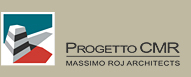 PROGETTO CMR
MASSIMO ROJ ARCHITECTS